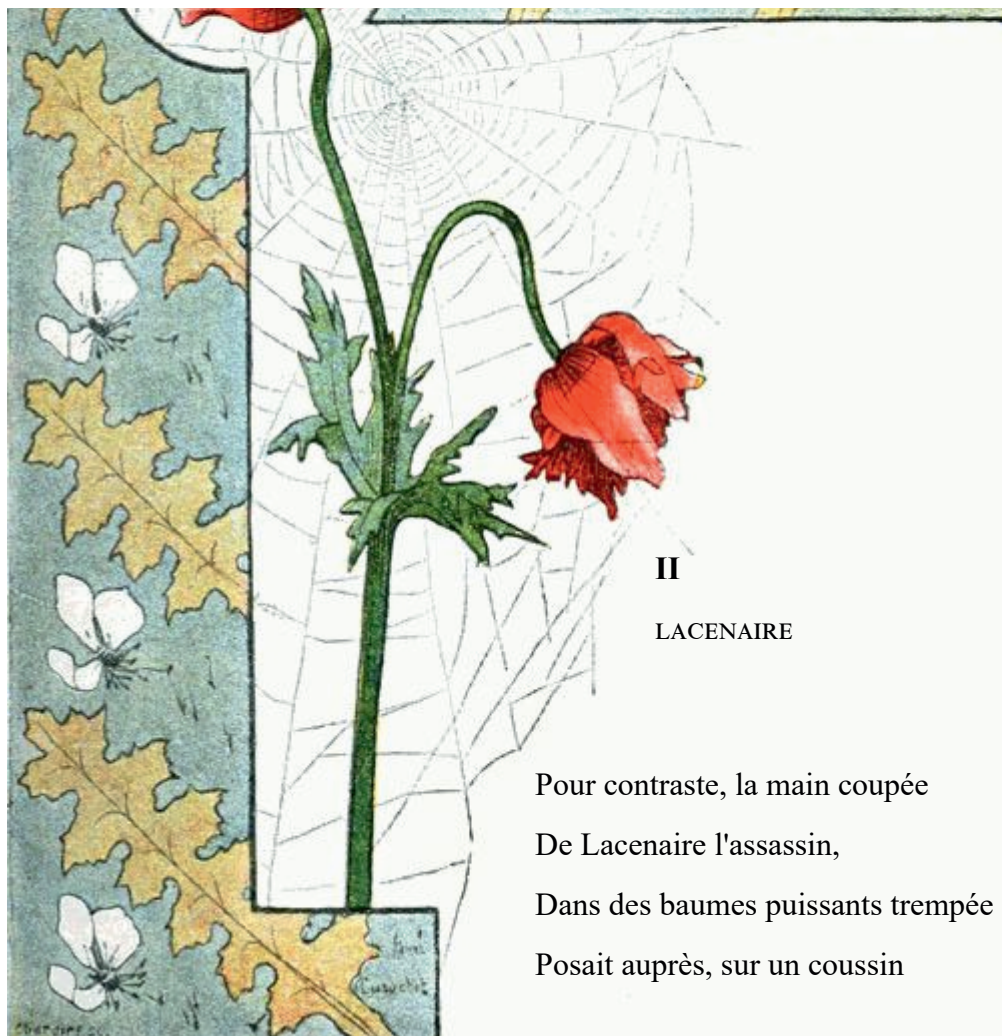 II
LACENAIRE
Pour contraste, la main coupée
De Lacenaire l'assassin,
Dans des baumes puissants trempée
Posait auprès, sur un coussin